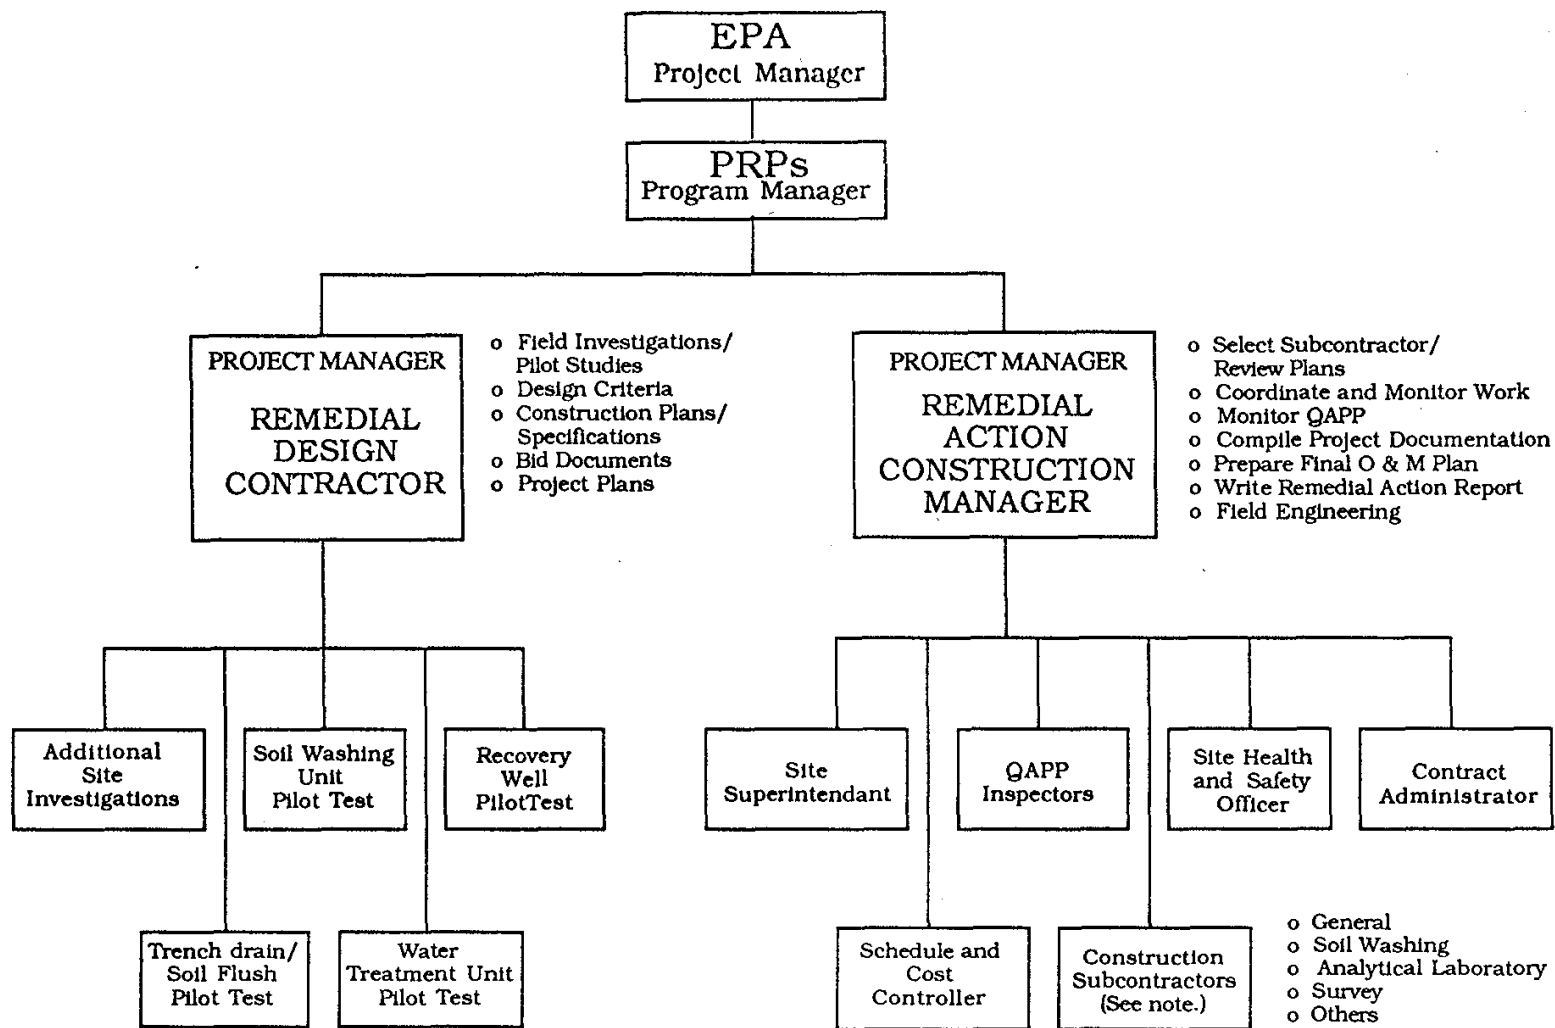 EPA
Project Manager
PRPs
Program Manager
PROJECT MANAGER
REMEDIAL
DESIGN
CONTRACTOR
o Field Investigations/
Pilot Studies
o Design Criteria
o Construction Plans/
Specifications
o Bid Documents
o Project Plans
PROJECT MANAGER
REMEDIAL
ACTION
CONSTRUCTION
MANAGER
o Select Subcontractor/
Review Plans
o Coordinate and Monitor Work
o Monitor QAPP
o Compile Project Documentation
o Prepare Final O & M Plan
o Write Remedial Action Report
o Field Engineering
Additional
Site
Investigations
Soil Washing
Unit
Pilot Test
Recovery
Well
PilotTest
Site
Superintendant
QAPP
Inspectors
Site Health
and Safety
Officer
Contract
Administrator
Trench drain/
Soil Flush
Pilot Test
Water
Treatment Unit
Pilot Test
Schedule and
Cost
Controller
Construction
Subcontractors
(See note.)
o General
o Soil Washing
o Analytical Laboratory
o Survey
o Others